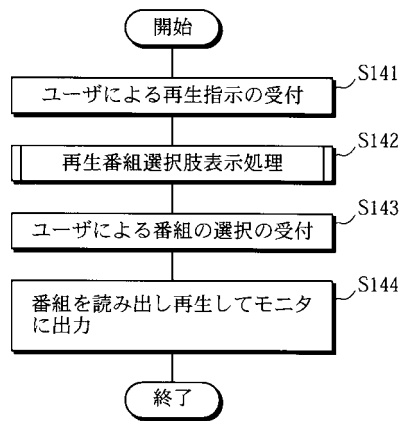 開始
S141
ユーザによる再生指示の受付
S142
再生番組選択肢表示処理
S143
ユーザによる番組の選択の受付
S144
番組を読み出し再生してモニタ
に出力
終了